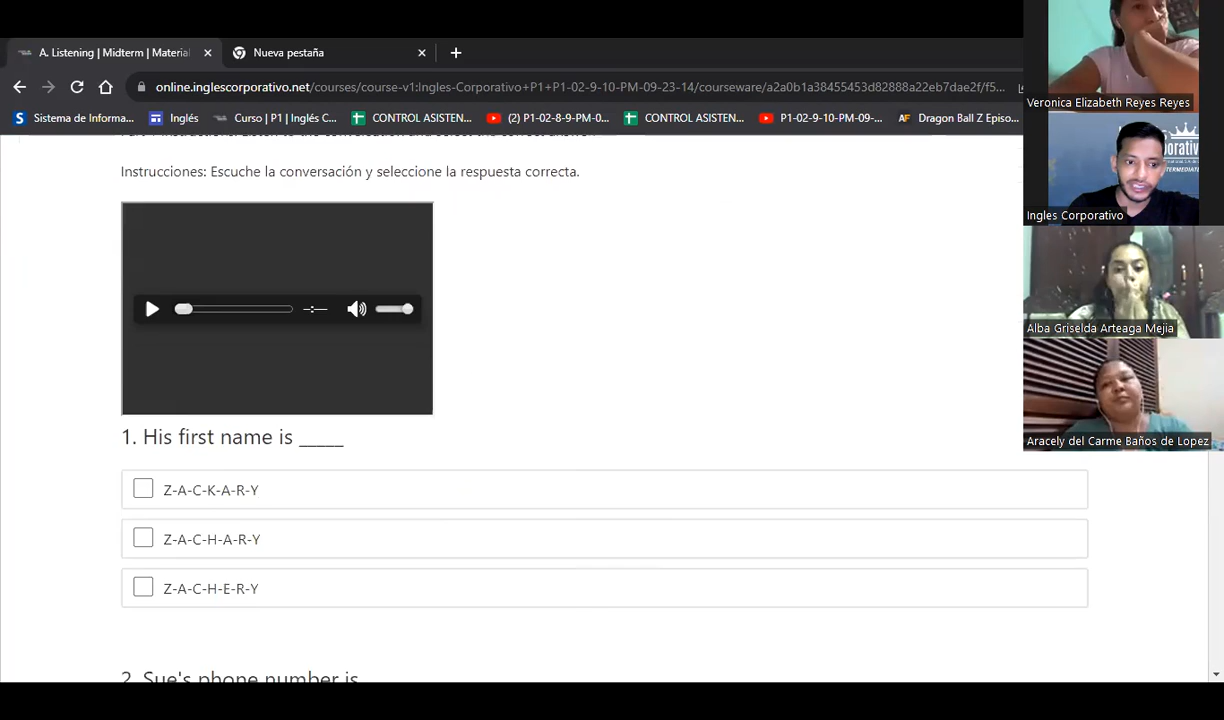 A. Listening | Midterm | Material
Nueva pestaña
online.inglescorporativo.net/courses/course-v1:Ingles-Corporativo+P1+P1-02-9-10-PM-09-23-14/courseware/a2a0b1a38455453d82888a22eb7dae2f/f5...
Sistema de Informa...
Inglés
Curso | P1 | Inglés C...
CONTROL ASISTEN...
(2) P1-02-8-9-PM-0...
CONTROL ASISTEN...
P1-02-9-10-PM-09-...
Dragon Ball Z Episo...
Instrucciones: Escuche la conversación y seleccione la respuesta correcta.
-:--
1. His first name is _____
Z-A-C-K-A-R-Y
Z-A-C-H-A-R-Y
Z-A-C-H-E-R-Y
2. Sue's phone number is
Veronica Elizabeth Reyes Reyes
Ingles Corporativo
Alba Griselda Arteaga Mejia
Aracely del Carme Baños de Lopez